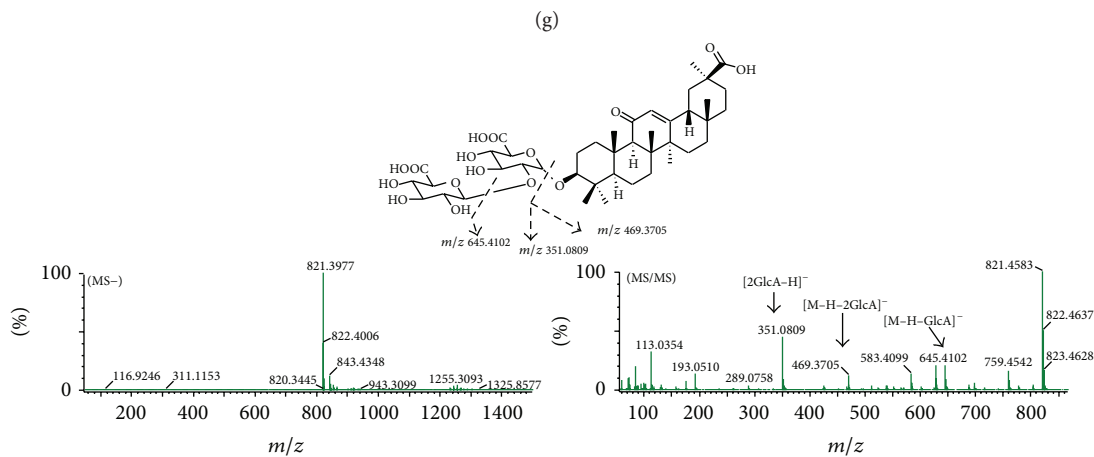 (g)
O
OH
O
H
HOOC
O
HO
HO
H
HOOC
O
O
O
H
HO
HO
OH
m/z 645.4102
m/z 351.0809
m/z 469.3705
100
(MS−)
821.3977
822.4006
843.4348
116.9246
311.1153
820.3445
943.3099
1255.3093
1325.8577
0
(%)
200 400 600 800 1000 1200 1400
m/z
100
(MS/MS)
821.4583
[2GlcA–H]−
[M–H–2GlcA]−
[M–H–GlcA]−
822.4637
351.0809
113.0354
193.0510
289.0758
469.3705
583.4099
645.4102
759.4542
823.4628
0
(%)
100 200 300 400 500 600 700 800
m/z